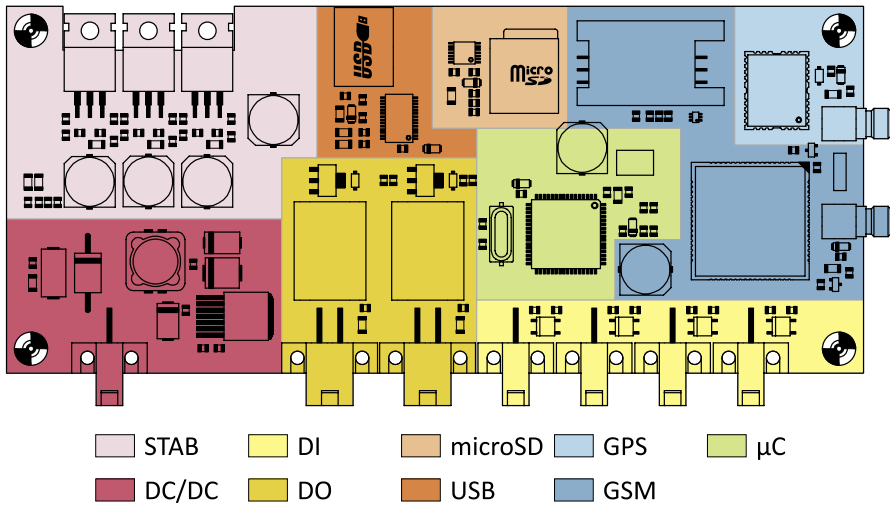 USB
micro
SD
STAB
DI
microSD
GPS
µC
DC/DC
DO
USB
GSM